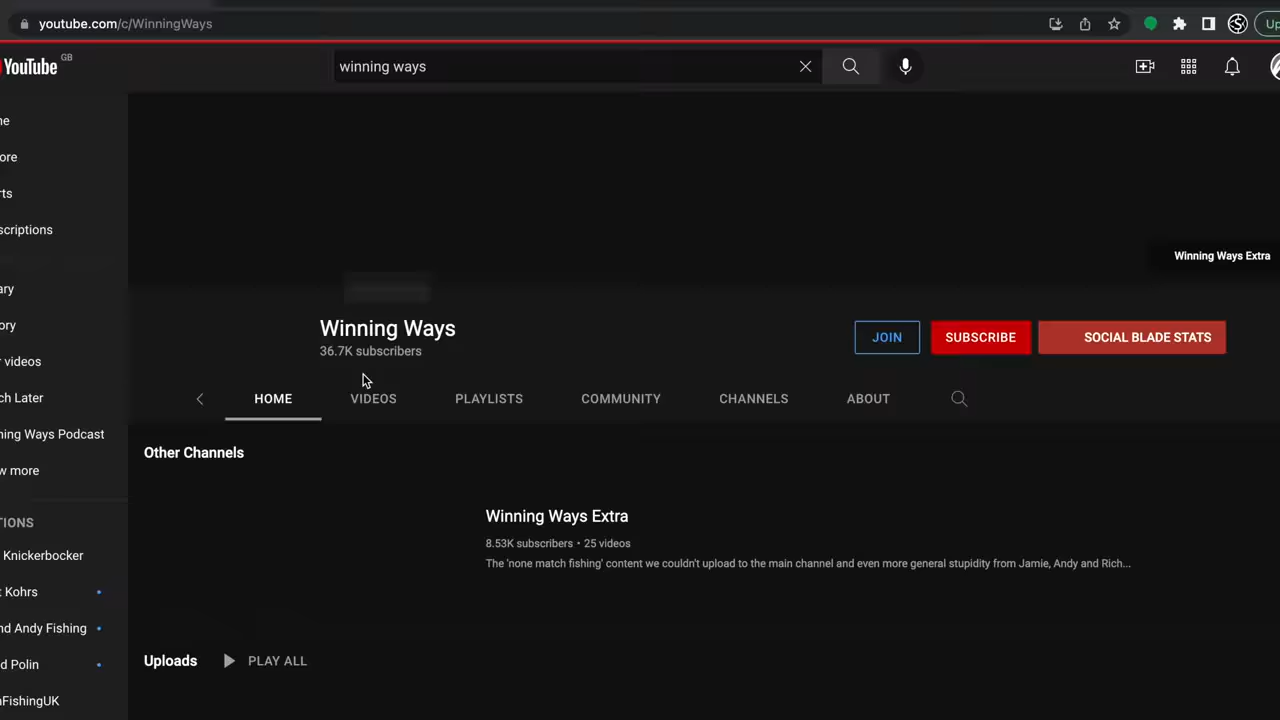 youtube.com/c/WinningWays
Up
YouTube GB
winning ways
ne
ore
rts
scriptions
ary
ory
r videos
ch Later
ning Ways Podcast
w more
TIONS
Knickerbocker
t Kohrs
nd Andy Fishing
d Polin
nFishingUK
Winning Ways Extra
Winning Ways
36.7K subscribers
JOIN
SUBSCRIBE
SOCIAL BLADE STATS
HOME
VIDEOS
PLAYLISTS
COMMUNITY
CHANNELS
ABOUT
Other Channels
Winning Ways Extra
8.53K subscribers • 25 videos
The 'none match fishing' content we couldn't upload to the main channel and even more general stupidity from Jamie, Andy and Rich...
Uploads
PLAY ALL